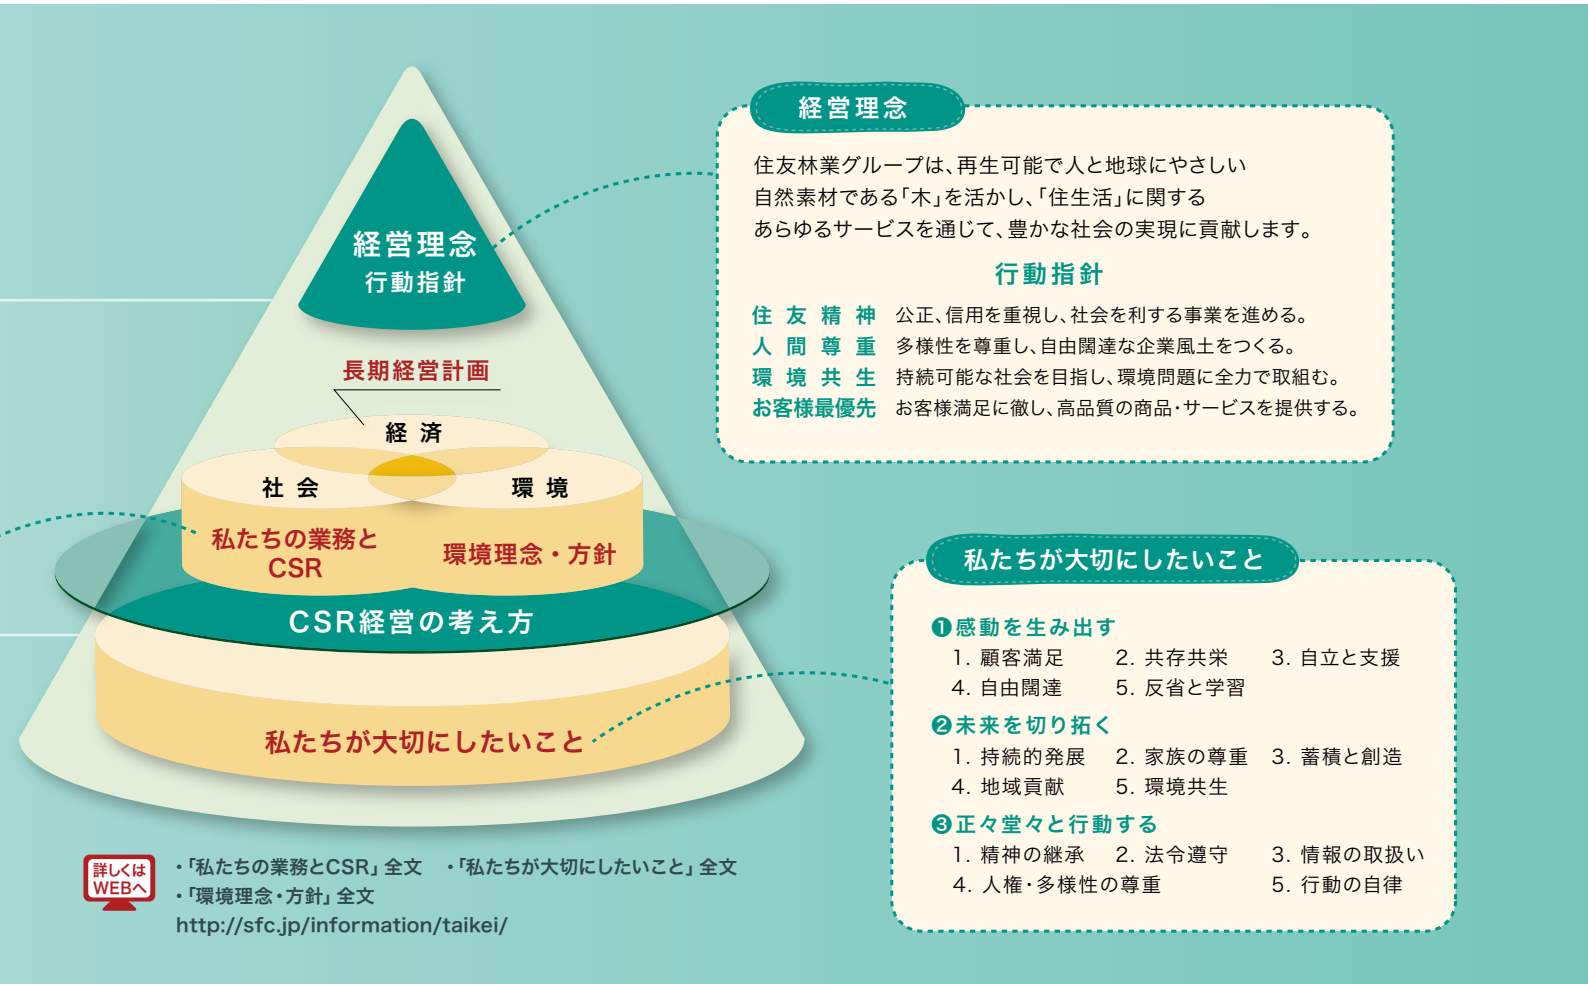 経営理念
行動指針
長期経営計画
経 済
社 会
環 境
私たちの業務と
CSR
環境理念・方針
CSR経営の考え方
私たちが大切にしたいこと
詳しくは
WEBへ
・「私たちの業務とCSR」全文 ・「私たちが大切にしたいこと」全文
・「環境理念・方針」全文
http://sfc.jp/information/taikei/
経営理念
住友林業グループは、再生可能で人と地球にやさしい
自然素材である「木」を活かし、「住生活」に関する
あらゆるサービスを通じて、豊かな社会の実現に貢献します。
行動指針
住友精神 公正、信用を重視し、社会を利する事業を進める。
人間尊重 多様性を尊重し、自由闊達な企業風土をつくる。
環境共生 持続可能な社会を目指し、環境問題に全力で取組む。
お客様最優先 お客様満足に徹し、高品質の商品・サービスを提供する。
私たちが大切にしたいこと
❶感動を生み出す
1. 顧客満足 2. 共存共栄 3. 自立と支援
4. 自由闊達 5. 反省と学習
❷未来を切り拓く
1. 持続的発展 2. 家族の尊重 3. 蓄積と創造
4. 地域貢献 5. 環境共生
❸正々堂々と行動する
1. 精神の継承 2. 法令遵守 3. 情報の取扱い
4. 人権・多様性の尊重 5. 行動の自律